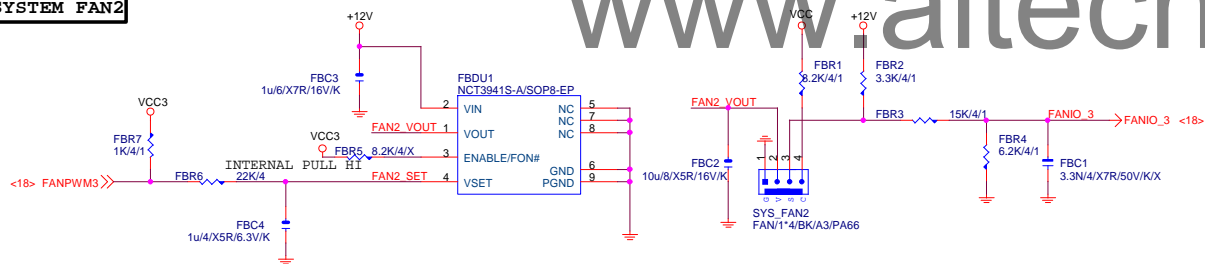 SYSTEM FAN2
www.aitech
+12V
FBC3
1u/6/X7R/16V/K
FBDU1
NCT3941S-A/SOP8-EP
2 VIN NC 5
NC 7
FAN2_VOUT 1 VOUT NC 8
VCC3
FBR5 8.2K/4/X
3 ENABLE/FON#
INTERNAL PULL HI
GND 6
FAN2_SET 4 VSET PGND 9
VCC3
FBR7
1K/4/1
<18> FANPWM3
FBR6 22K/4
FBC4
1u/4/X5R/6.3V/K
VCC
+12V
FBR1
8.2K/4/1
FBR2
3.3K/4/1
FAN2_VOUT
FBR3 15K/4/1
FANIO_3 FANIO_3 <18>
FBC2
10u/8/X5R/16V/K
1 2 3 4
G V S C
SYS_FAN2
FAN/1*4/BK/A3/PA66
FBR4
6.2K/4/1
FBC1
3.3N/4/X7R/50V/K/X